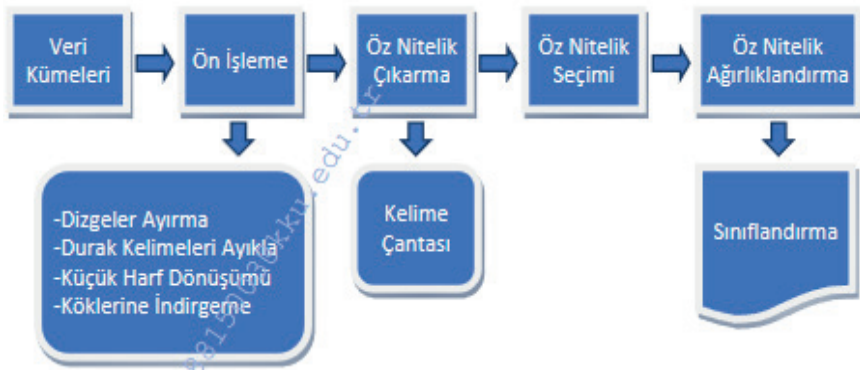 Veri
Kümeleri
Ön İşleme
Öz Nitelik
Çıkarma
Öz Nitelik
Seçimi
Öz Nitelik
Ağırlıklandırma
-Dizgeler Ayırma
-Durak Kelimeleri Ayıkla
-Küçük Harf Dönüşümü
-Köklerine İndirgeme
Kelime
Çantası
Sınıflandırma